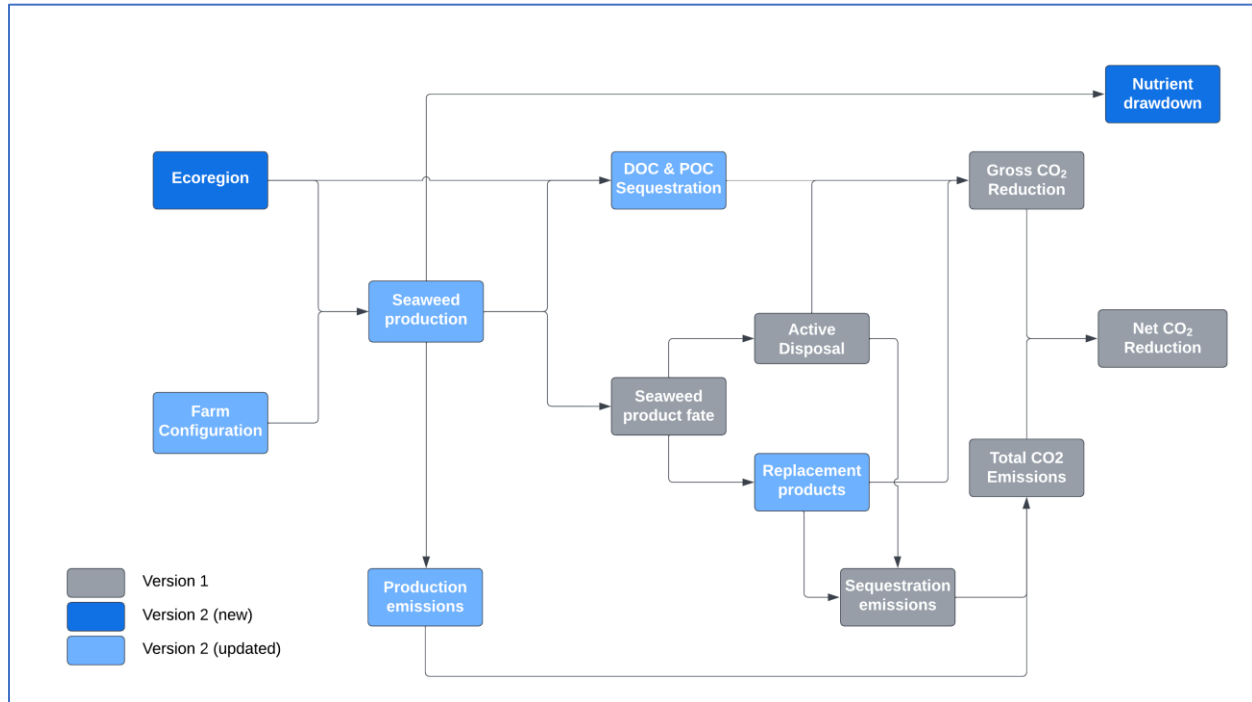 Nutrient
drawdown
Ecoregion
DOC & POC
Sequestration
Gross CO₂
Reduction
Seaweed
production
Active
Disposal
Net CO₂
Reduction
Seaweed
product fate
Farm
Configuration
Replacement
products
Total CO2
Emissions
Production
emissions
Sequestration
emissions
Version 1
Version 2 (new)
Version 2 (updated)